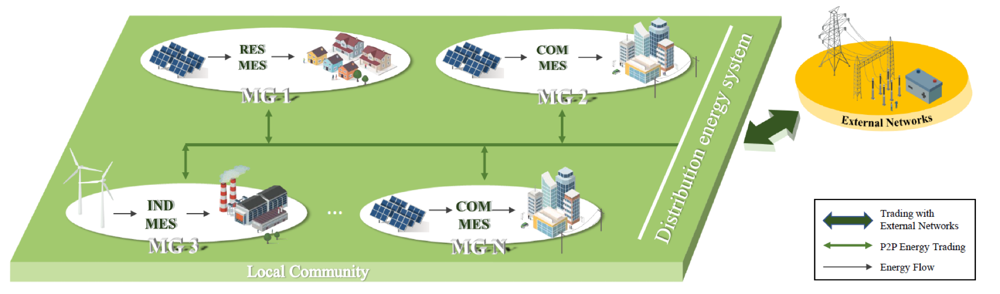 RES
MES
MG 1
COM
MES
MG 2
IND
MES
MG 3
...
COM
MES
MG N
Distribution energy system
Local Community
External Networks
Trading with
External Networks
P2P Energy Trading
Energy Flow